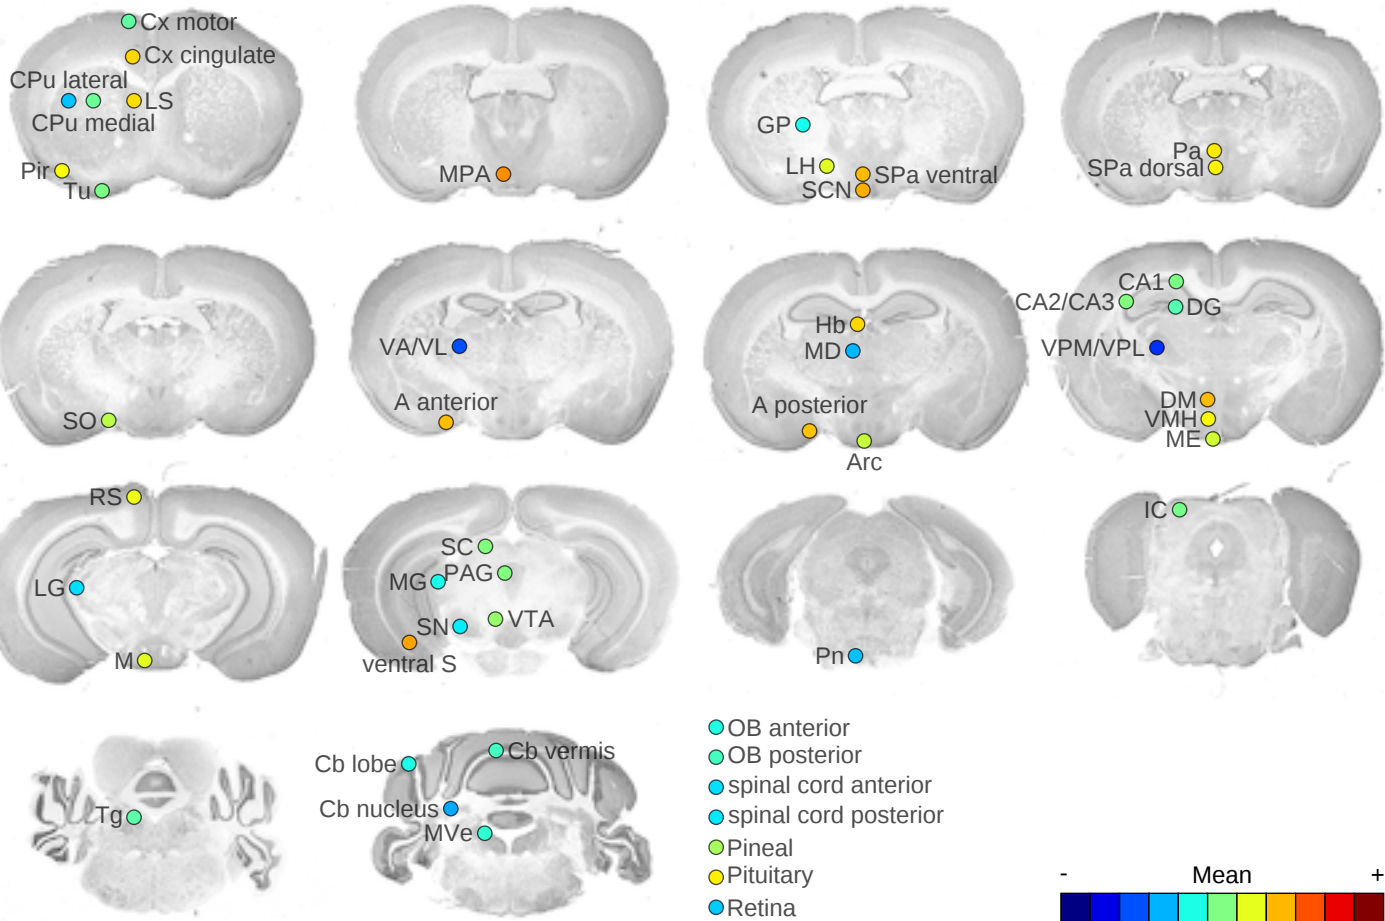 Cx motor
Cx cingulate
CPu lateral
LS
CPu medial
Pir
Tu
MPA
GP
LH
SPa ventral
SCN
Pa
SPa dorsal
SO
VA/VL
A anterior
Hb
MD
A posterior
Arc
CA1
CA2/CA3
DG
VPM/VPL
DM
VMH
ME
RS
LG
M
SC
MG
PAG
SN
VTA
ventral S
Pn
IC
Tg
Cb lobe
Cb vermis
Cb nucleus
MVe
OB anterior
OB posterior
spinal cord anterior
spinal cord posterior
Pineal
Pituitary
Retina
- Mean +